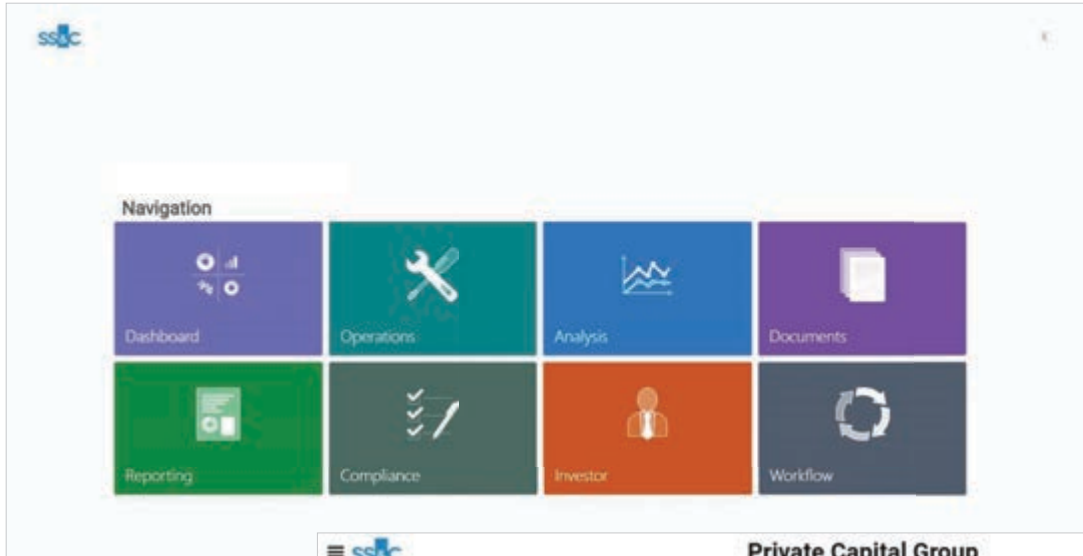 SS&C
Navigation
Dashboard
Operations
Analysis
Documents
Reporting
Compliance
Investor
Workflow
SS&C
Private Capital Group